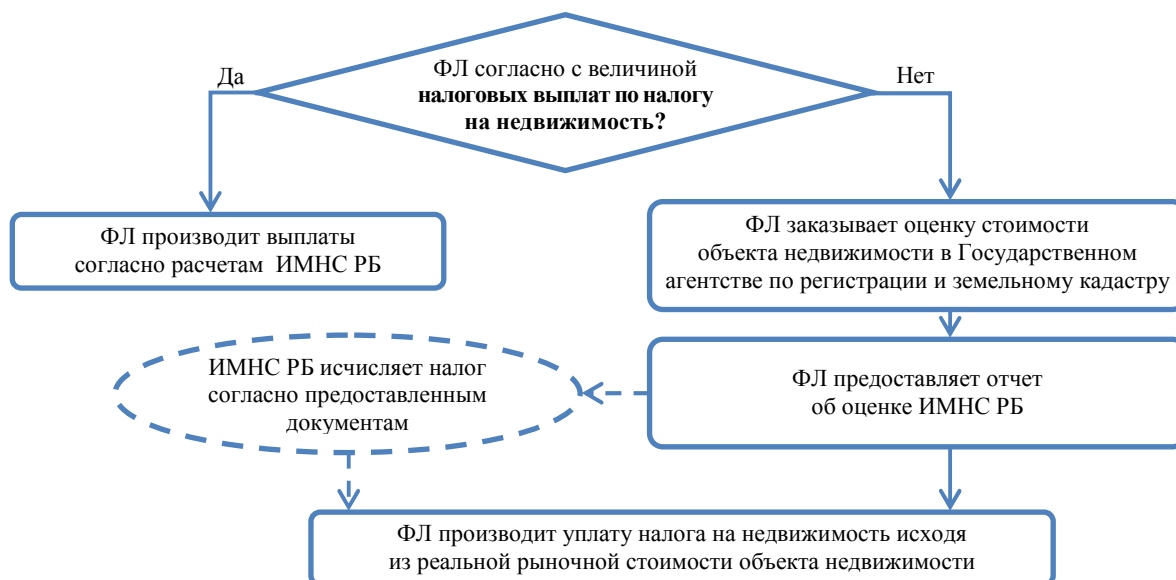 ФЛ согласно с величиной
налоговых выплат по налогу
на недвижимость?
Да
Нет
ФЛ производит выплаты
согласно расчетам ИМНС РБ
ФЛ заказывает оценку стоимости
объекта недвижимости в Государственном
агентстве по регистрации и земельному кадастру
ИМНС РБ исчисляет налог
согласно предоставленным
документам
ФЛ предоставляет отчет
об оценке ИМНС РБ
ФЛ производит уплату налога на недвижимость исходя
из реальной рыночной стоимости объекта недвижимости